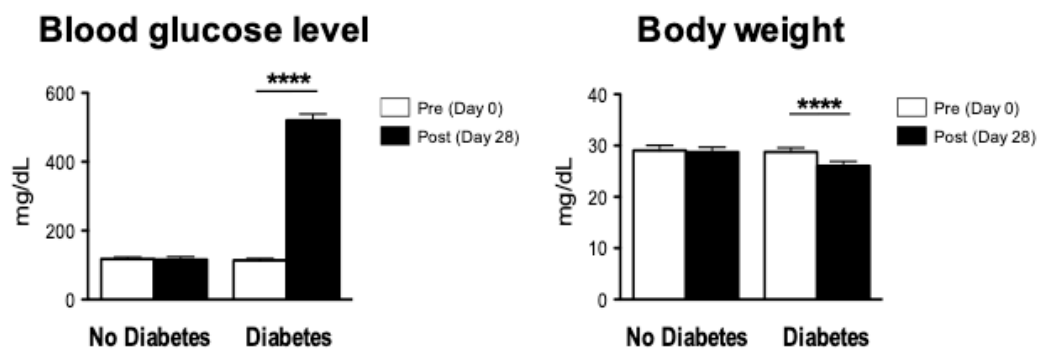 Blood glucose level
****
600
400
200
0
mg/dL
Pre (Day 0)
Post (Day 28)
No Diabetes
Diabetes
Body weight
****
40
30
20
10
0
mg/dL
Pre (Day 0)
Post (Day 28)
No Diabetes
Diabetes